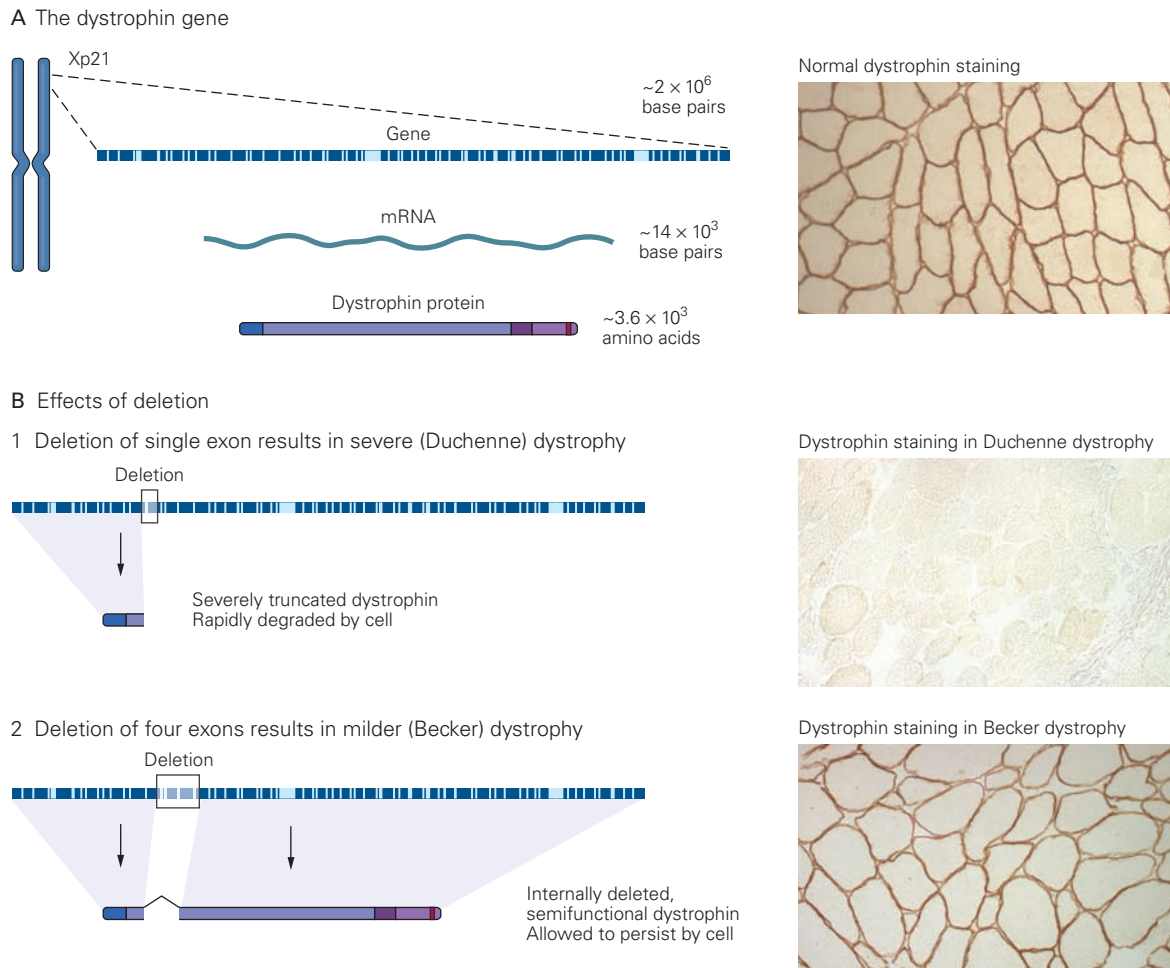 A The dystrophin gene
Xp21
~2 × 10⁶
base pairs
Gene
mRNA
~14 × 10³
base pairs
Dystrophin protein
~3.6 × 10³
amino acids
Normal dystrophin staining
B Effects of deletion
1 Deletion of single exon results in severe (Duchenne) dystrophy
Deletion
Severely truncated dystrophin
Rapidly degraded by cell
Dystrophin staining in Duchenne dystrophy
2 Deletion of four exons results in milder (Becker) dystrophy
Deletion
Internally deleted,
semifunctional dystrophin
Allowed to persist by cell
Dystrophin staining in Becker dystrophy